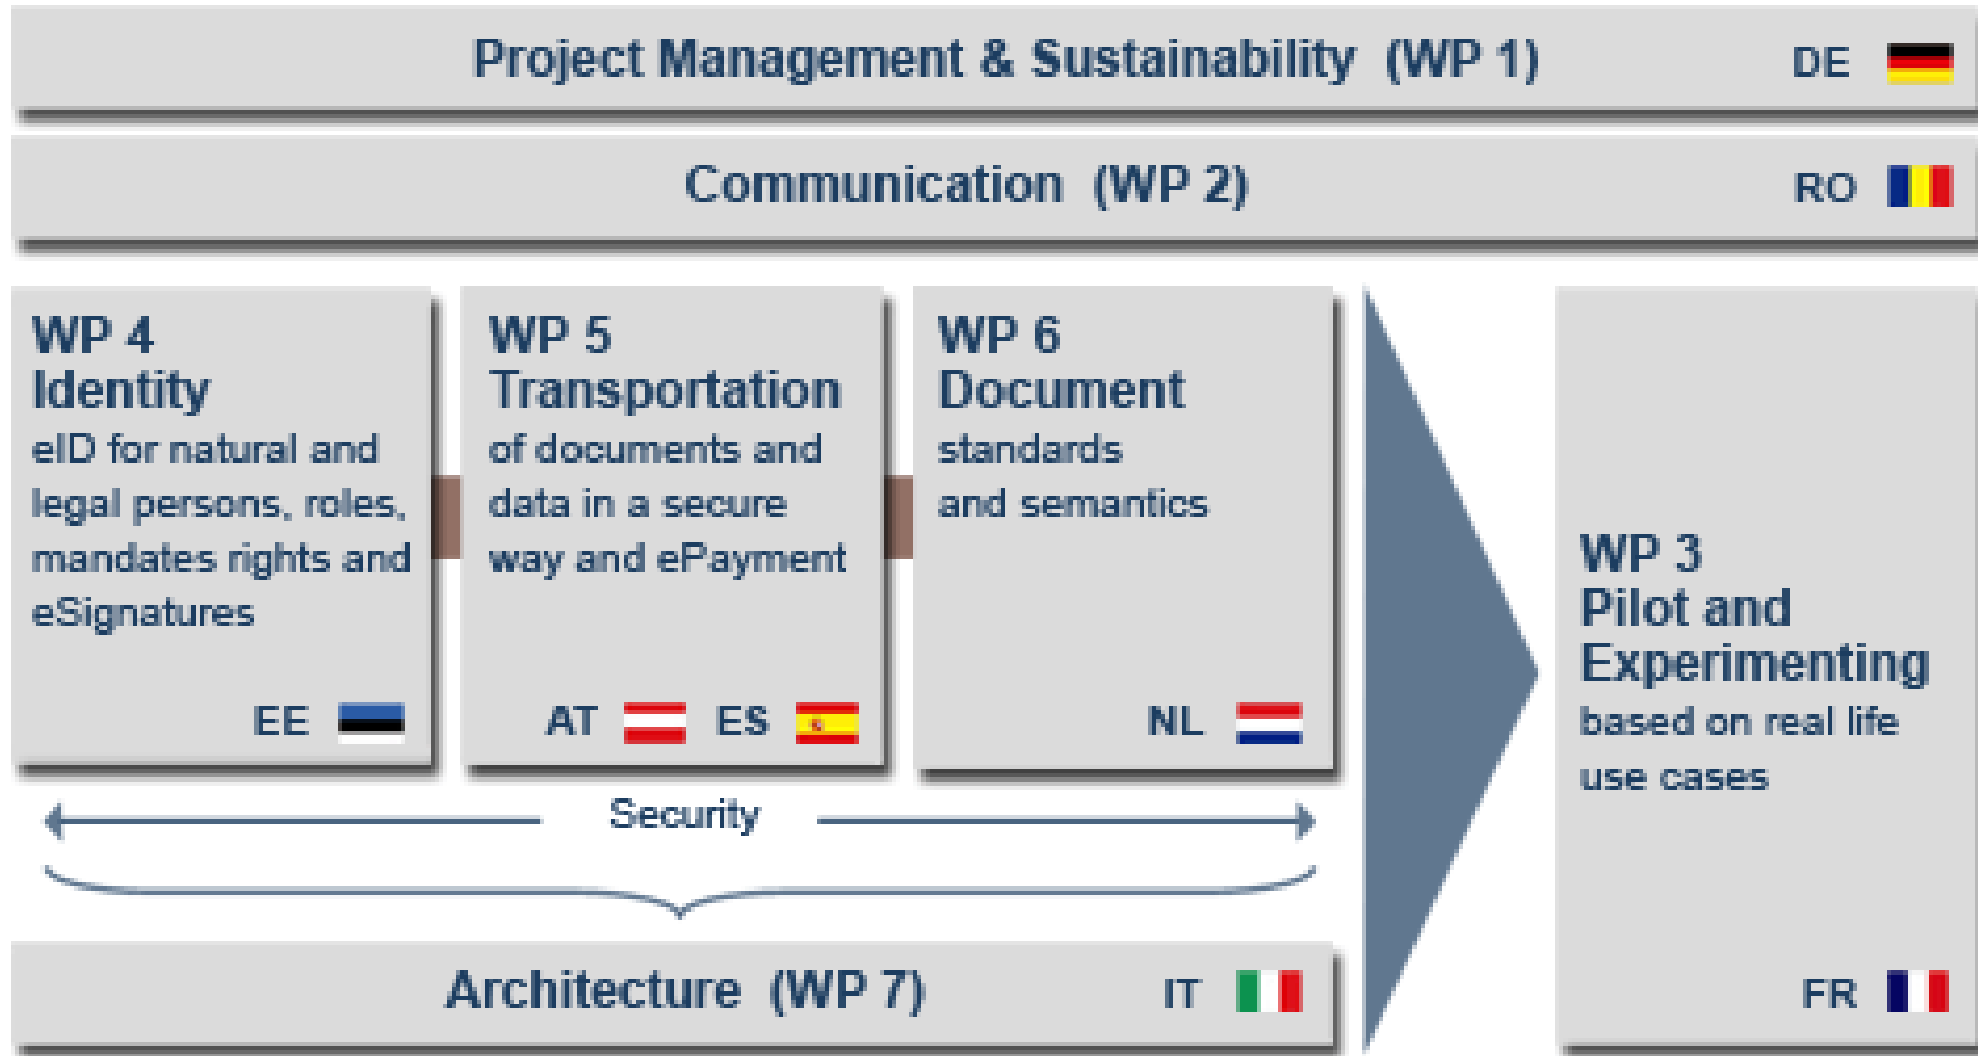 Project Management & Sustainability (WP 1) DE
Communication (WP 2) RO
WP 4
Identity
eID for natural and
legal persons, roles,
mandates rights and
eSignatures
EE
WP 5
Transportation
of documents and
data in a secure
way and ePayment
AT ES
WP 6
Document
standards
and semantics
NL
Security
Architecture (WP 7) IT
WP 3
Pilot and
Experimenting
based on real life
use cases
FR